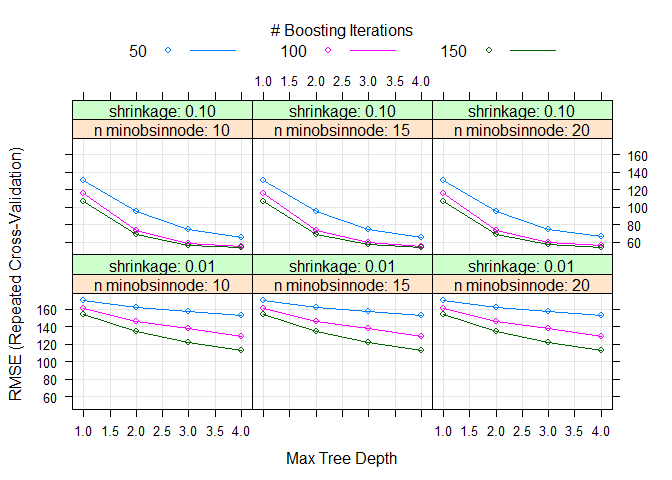 # Boosting Iterations
50 100 150
1.0 1.5 2.0 2.5 3.0 3.5 4.0
shrinkage: 0.10 shrinkage: 0.10 shrinkage: 0.10
n minobsinnode: 10 n minobsinnode: 15 n minobsinnode: 20
160
140
120
100
80
60
shrinkage: 0.01 shrinkage: 0.01 shrinkage: 0.01
n minobsinnode: 10 n minobsinnode: 15 n minobsinnode: 20
160
140
120
100
80
60
1.0 1.5 2.0 2.5 3.0 3.5 4.0 1.0 1.5 2.0 2.5 3.0 3.5 4.0
Max Tree Depth
RMSE (Repeated Cross-Validation)